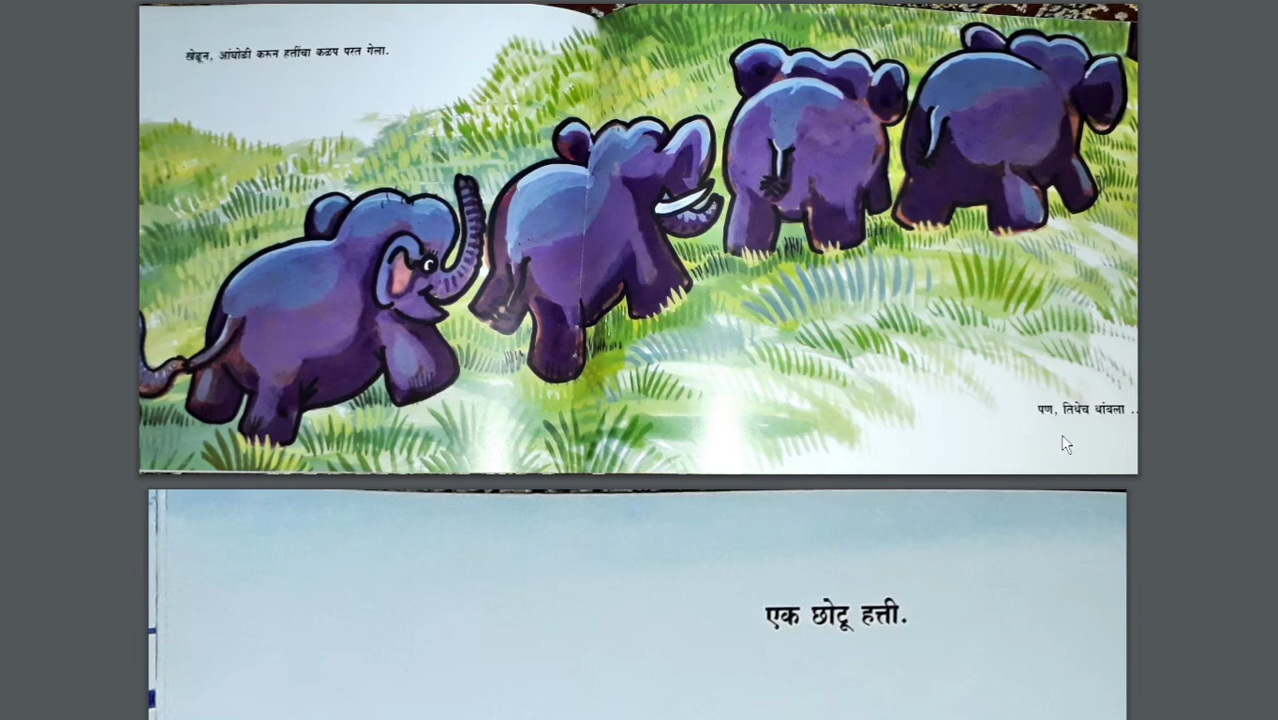 खेळून, आंघोळी करून हत्तींचा कळप परत गेला.
पण, तिथेच थांबला ..
एक छोटू हत्ती.